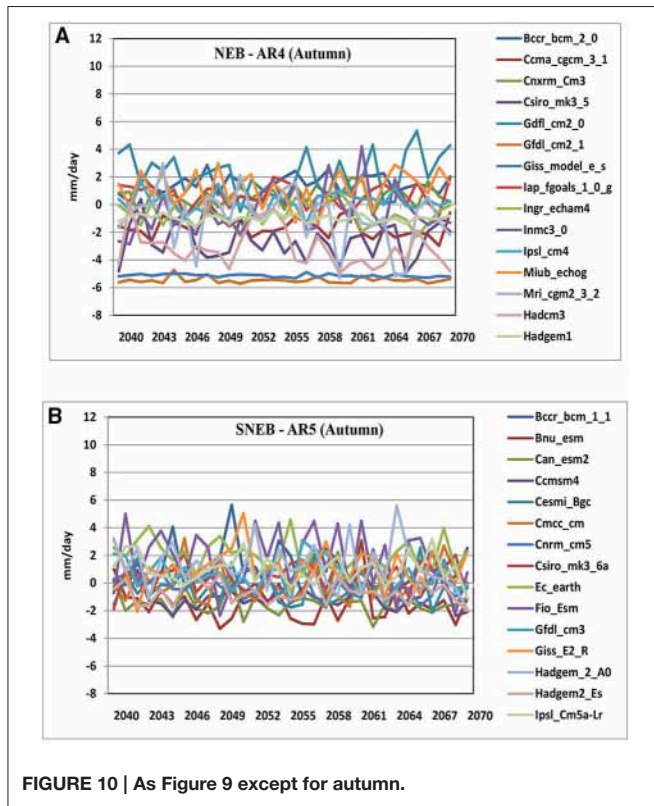 A
NEB - AR4 (Autumn)
12
10
8
6
4
2
0
-2
-4
-6
-8
mm/day
2040 2043 2046 2049 2052 2055 2058 2061 2064 2067 2070
Bccr_bcm_2_0
Ccma_cgcm_3_1
Cnxrm_Cm3
Csiro_mk3_5
Gdfl_cm2_0
Gfdl_cm2_1
Giss_model_e_s
Iap_fgoals_1_0_g
Ingr_echam4
Inmc3_0
Ipsl_cm4
Miub_echog
Mri_cgm2_3_2
Hadcm3
Hadgem1
B
SNEB - AR5 (Autumn)
12
10
8
6
4
2
0
-2
-4
-6
-8
mm/day
2040 2043 2046 2049 2052 2055 2058 2061 2064 2067 2070
Bccr_bcm_1_1
Bnu_esm
Can_esm2
Ccmsm4
Cesmi_Bgc
Cmcc_cm
Cnrm_cm5
Csiro_mk3_6a
Ec_earth
Fio_Esm
Gfdl_cm3
Giss_E2_R
Hadgem_2_A0
Hadgem2_Es
Ipsl_Cm5a-Lr
FIGURE 10 | As Figure 9 except for autumn.